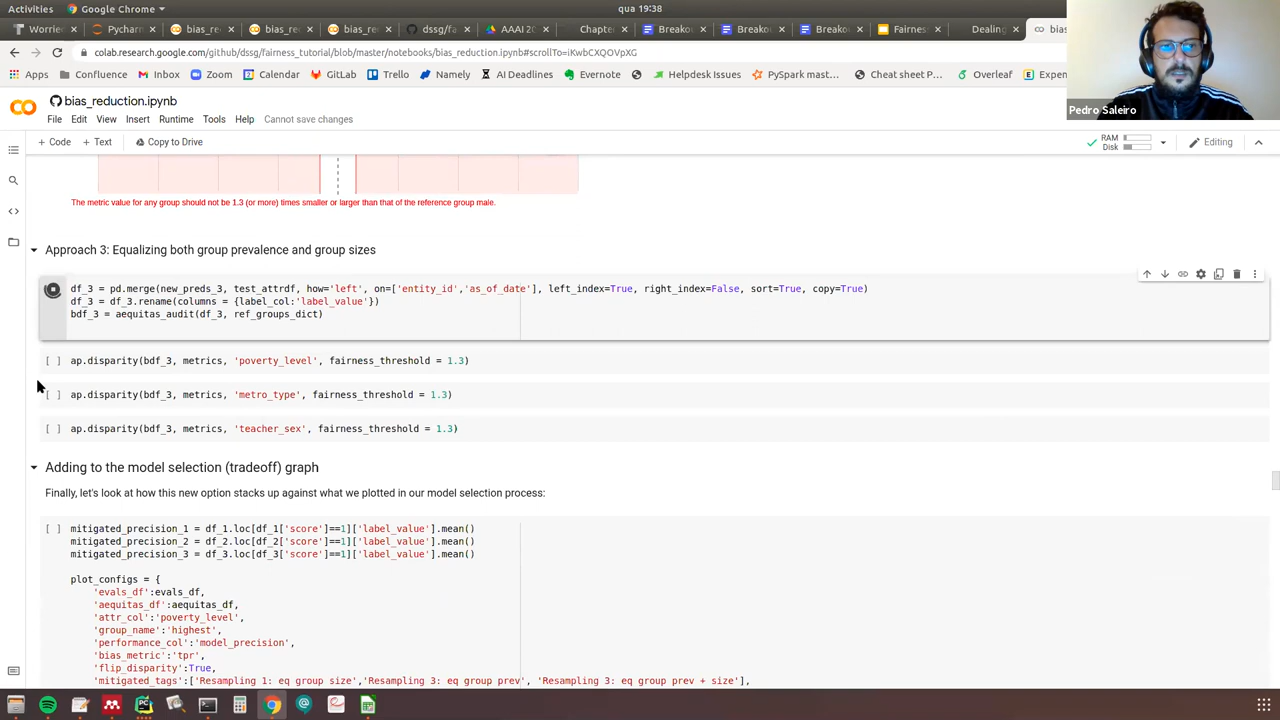 Activities
Google Chrome
qua 19:38
Worrie
Pycharm
bias_re
bias_re
bias_re
dssg/fa
AAAI 20
Chapter
Breakou
Breakou
Breakou
Fairness
Dealing
bias
colab.research.google.com/github/dssg/fairness_tutorial/blob/master/notebooks/bias_reduction.ipynb#scrollTo=iKwbCXQOVpXG
Apps
Confluence
Inbox
Zoom
Calendar
GitLab
Trello
Namely
AI Deadlines
Evernote
Helpdesk Issues
PySpark mast...
Cheat sheet P...
Overleaf
Expen
Pedro Saleiro
bias_reduction.ipynb
File Edit View Insert Runtime Tools Help Cannot save changes
+ Code + Text Copy to Drive
RAM
Disk
Editing
The metric value for any group should not be 1.3 (or more) times smaller or larger than that of the reference group male.
Approach 3: Equalizing both group prevalence and group sizes
df_3 = pd.merge(new_preds_3, test_attrdf, how='left', on=['entity_id','as_of_date'], left_index=True, right_index=False, sort=True, copy=True)
df_3 = df_3.rename(columns = {label_col:'label_value'})
bdf_3 = aequitas_audit(df_3, ref_groups_dict)
[ ] ap.disparity(bdf_3, metrics, 'poverty_level', fairness_threshold = 1.3)
[ ] ap.disparity(bdf_3, metrics, 'metro_type', fairness_threshold = 1.3)
[ ] ap.disparity(bdf_3, metrics, 'teacher_sex', fairness_threshold = 1.3)
Adding to the model selection (tradeoff) graph
Finally, let's look at how this new option stacks up against what we plotted in our model selection process:
[ ] mitigated_precision_1 = df_1.loc[df_1['score']==1]['label_value'].mean()
mitigated_precision_2 = df_2.loc[df_2['score']==1]['label_value'].mean()
mitigated_precision_3 = df_3.loc[df_3['score']==1]['label_value'].mean()
plot_configs = {
'evals_df':evals_df,
'aequitas_df':aequitas_df,
'attr_col':'poverty_level',
'group_name':'highest',
'performance_col':'model_precision',
'bias_metric':'tpr',
'flip_disparity':True,
'mitigated_tags':['Resampling 1: eq group size','Resampling 3: eq group prev', 'Resampling 3: eq group prev + size'],